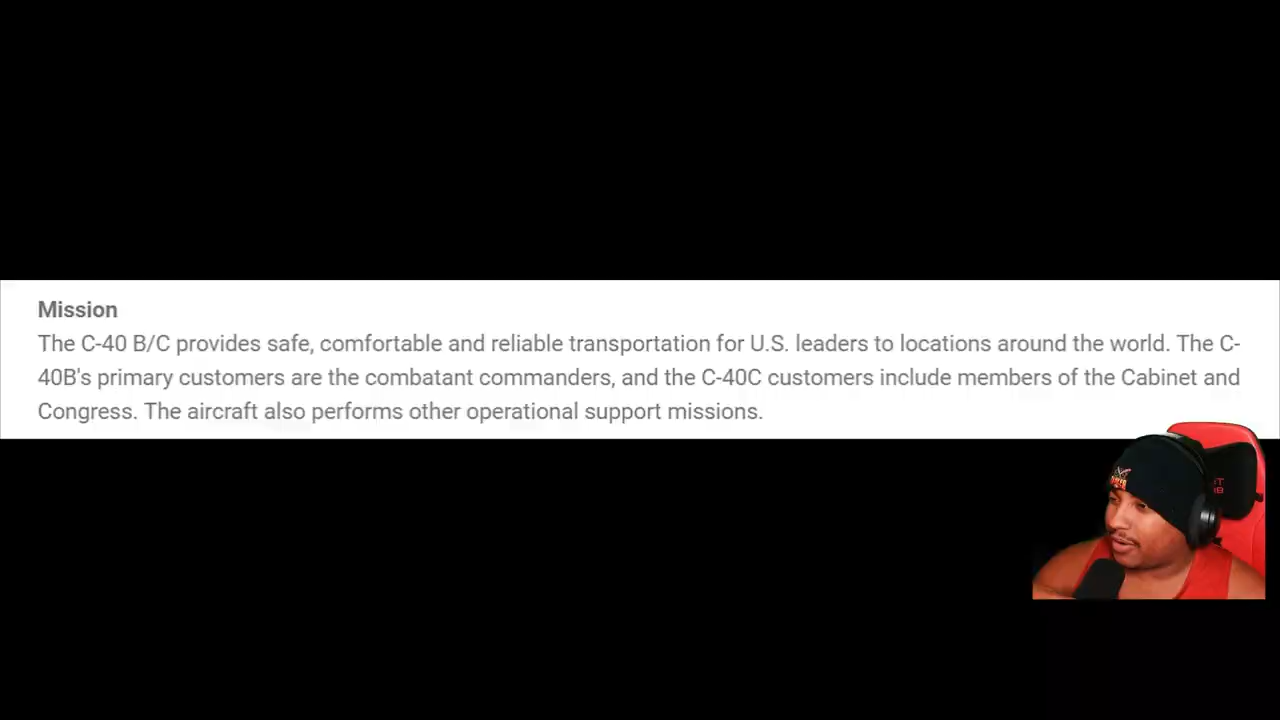 Mission
The C-40 B/C provides safe, comfortable and reliable transportation for U.S. leaders to locations around the world. The C-
40B's primary customers are the combatant commanders, and the C-40C customers include members of the Cabinet and
Congress. The aircraft also performs other operational support missions.